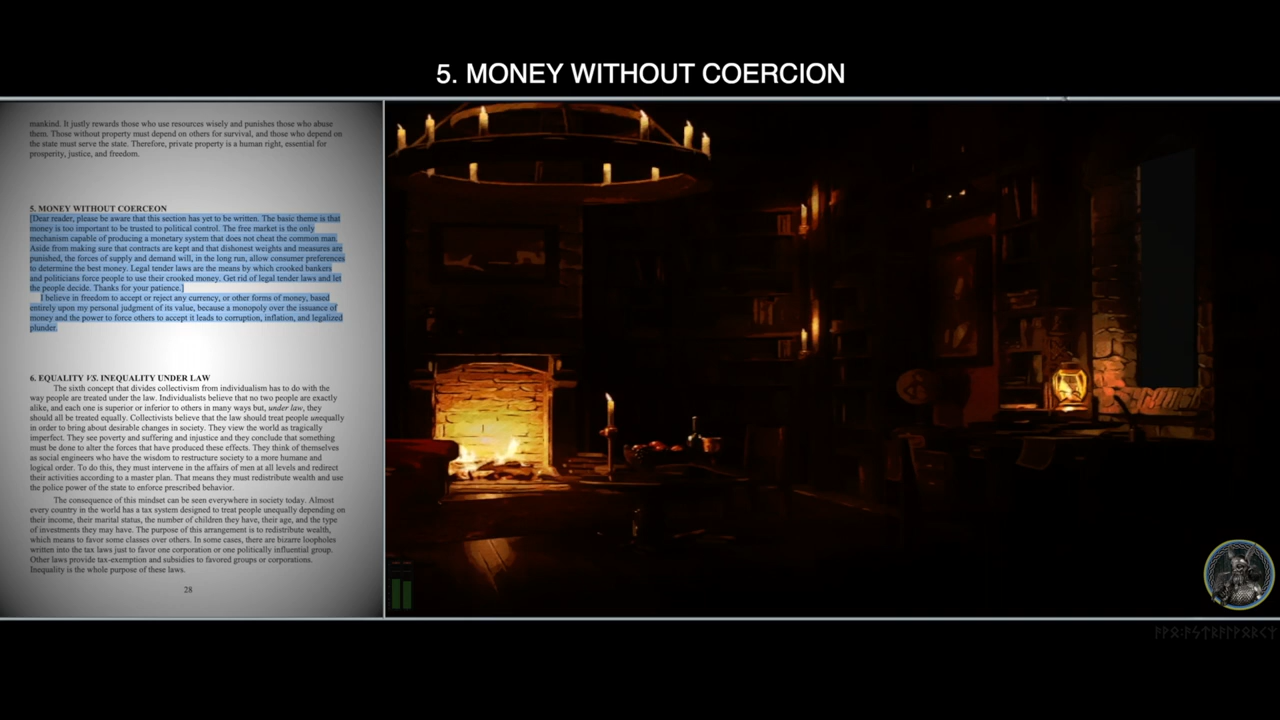 5. MONEY WITHOUT COERCION
mankind. It justly rewards those who use resources wisely and punishes those who abuse
them. Those without property must depend on others for survival, and those who depend on
the state must serve the state. Therefore, private property is a human right, essential for
prosperity, justice, and freedom.
5. MONEY WITHOUT COERCEON
[Dear reader, please be aware that this section has yet to be written. The basic theme is that
money is too important to be trusted to political control. The free market is the only
mechanism capable of producing a monetary system that does not cheat the common man.
Aside from making sure that contracts are kept and that dishonest weights and measures are
punished, the forces of supply and demand will, in the long run, allow consumer preferences
to determine the best money. Legal tender laws are the means by which crooked bankers
and politicians force people to use their crooked money. Get rid of legal tender laws and let
the people decide. Thanks for your patience.]
I believe in freedom to accept or reject any currency, or other forms of money, based
entirely upon my personal judgment of its value, because a monopoly over the issuance of
money and the power to force others to accept it leads to corruption, inflation, and legalized
plunder.
6. EQUALITY VS. INEQUALITY UNDER LAW
The sixth concept that divides collectivism from individualism has to do with the
way people are treated under the law. Individualists believe that no two people are exactly
alike, and each one is superior or inferior to others in many ways but, under law, they
should all be treated equally. Collectivists believe that the law should treat people unequally
in order to bring about desirable changes in society. They view the world as tragically
imperfect. They see poverty and suffering and injustice and they conclude that something
must be done to alter the forces that have produced these effects. They think of themselves
as social engineers who have the wisdom to restructure society to a more humane and
logical order. To do this, they must intervene in the affairs of men at all levels and redirect
their activities according to a master plan. That means they must redistribute wealth and use
the police power of the state to enforce prescribed behavior.
The consequence of this mindset can be seen everywhere in society today. Almost
every country in the world has a tax system designed to treat people unequally depending on
their income, their marital status, the number of children they have, their age, and the type
of investments they may have. The purpose of this arrangement is to redistribute wealth,
which means to favor some classes over others. In some cases, there are bizarre loopholes
written into the tax laws just to favor one corporation or one politically influential group.
Other laws provide tax-exemption and subsidies to favored groups or corporations.
Inequality is the whole purpose of these laws.
28